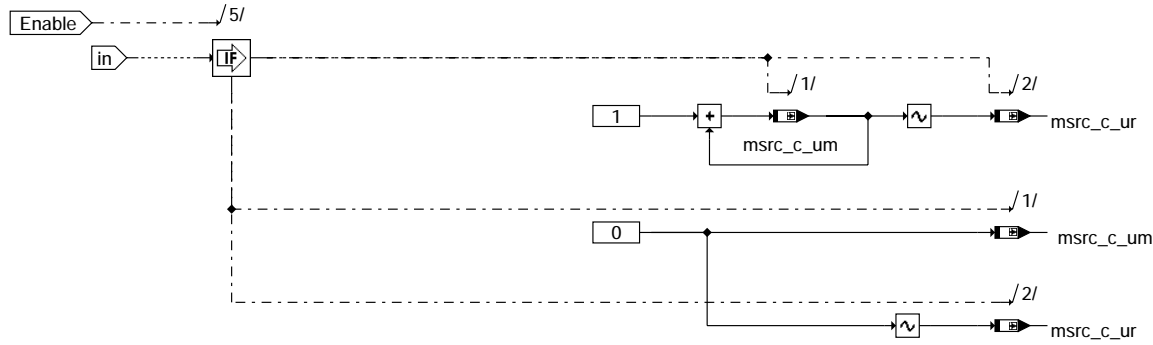 Enable
/5/
in
IF
/1/
/2/
1
+
msrc_c_ur
msrc_c_um
/1/
0
msrc_c_um
/2/
msrc_c_ur